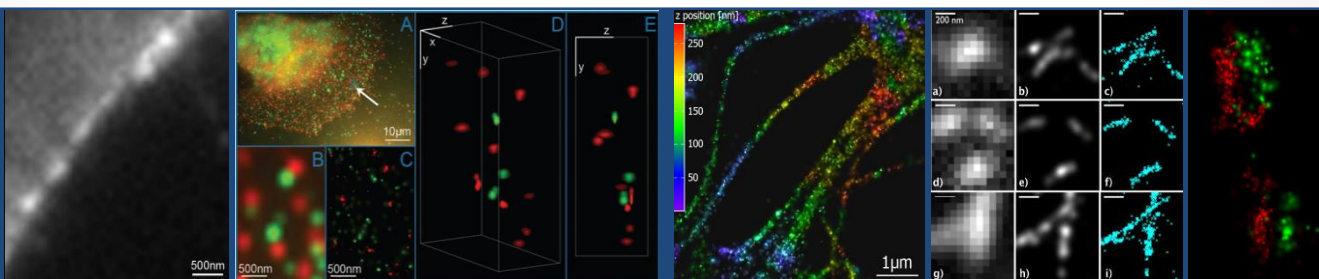 500nm
A
10µm
B
500nm
C
500nm
D
z
x
y
E
z
y
z position [nm]
250
200
150
100
50
1µm
200 nm
a)
b)
c)
d)
e)
f)
g)
h)
i)